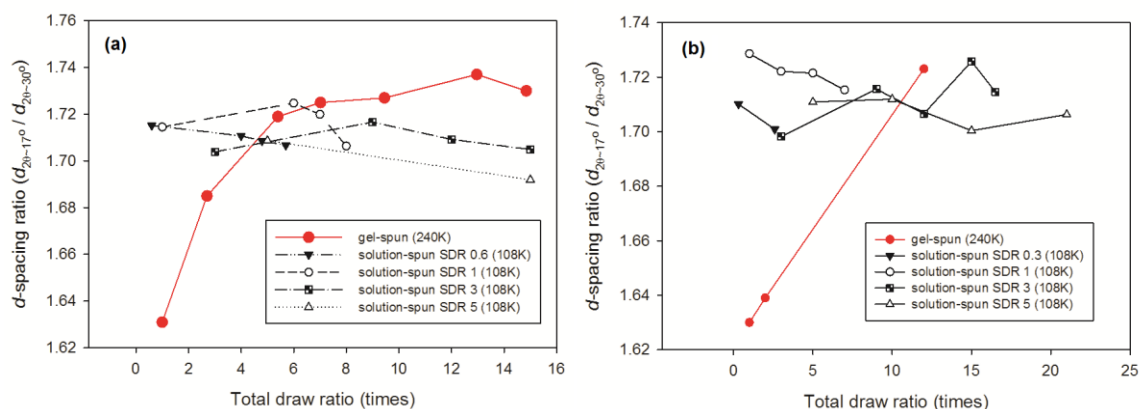 (a)
d-spacing ratio (d2θ~17° / d2θ~30°)
1.76
1.74
1.72
1.70
1.68
1.66
1.64
1.62
gel-spun (240K)
solution-spun SDR 0.6 (108K)
solution-spun SDR 1 (108K)
solution-spun SDR 3 (108K)
solution-spun SDR 5 (108K)
0 2 4 6 8 10 12 14 16
Total draw ratio (times)
(b)
d-spacing ratio (d2θ~17° / d2θ~30°)
1.74
1.72
1.70
1.68
1.66
1.64
1.62
gel-spun (240K)
solution-spun SDR 0.3 (108K)
solution-spun SDR 1 (108K)
solution-spun SDR 3 (108K)
solution-spun SDR 5 (108K)
0 5 10 15 20 25
Total draw ratio (times)